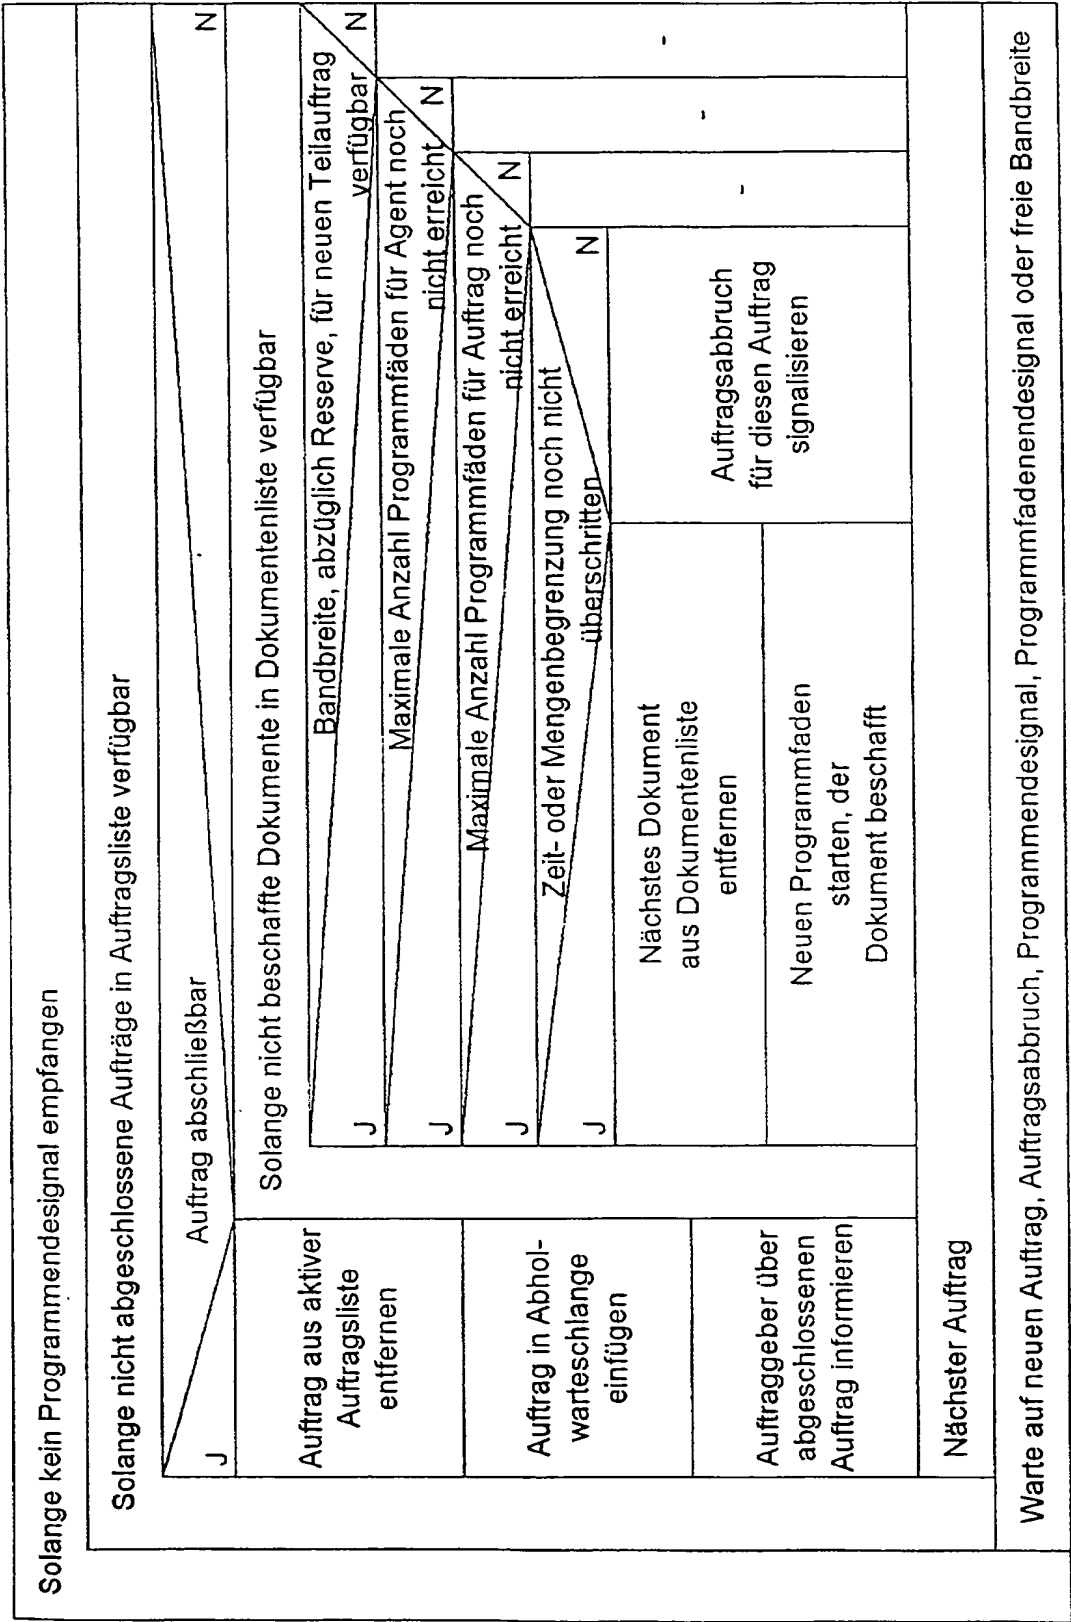 Solange kein Programmendesignal empfangen
Solange nicht abgeschlossene Aufträge in Auftragsliste verfügbar
Auftrag abschließbar
J
N
Auftrag aus aktiver
Auftragsliste
entfernen
Auftrag in Abhol-
warteschlange
einfügen
Auftraggeber über
abgeschlossenen
Auftrag informieren
Solange nicht beschaffte Dokumente in Dokumentenliste verfügbar
Bandbreite, abzüglich Reserve, für neuen Teilauftrag
verfügbar
J
N
Maximale Anzahl Programmfäden für Agent noch
nicht erreicht
J
N
-
Maximale Anzahl Programmfäden für Auftrag noch
nicht erreicht
J
N
-
Zeit- oder Mengenbegrenzung noch nicht
überschritten
J
N
-
Nächstes Dokument
aus Dokumentenliste
entfernen
Neuen Programmfaden
starten, der
Dokument beschafft
Auftragsabbruch
für diesen Auftrag
signalisieren
Nächster Auftrag
Warte auf neuen Auftrag, Auftragsabbruch, Programmendesignal, Programmfadenendesignal oder freie Bandbreite